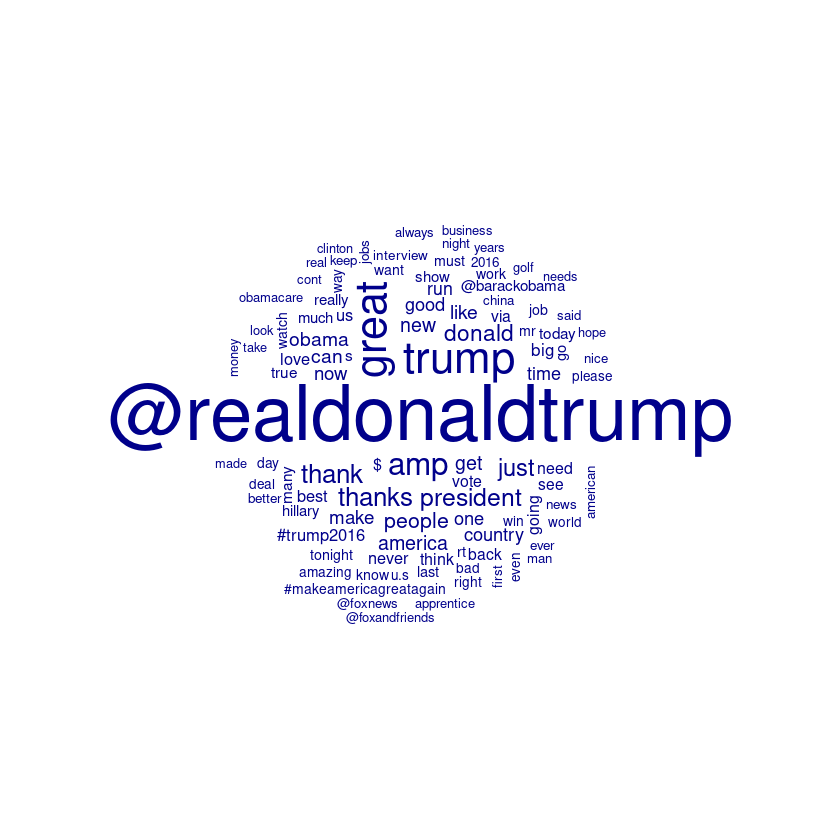 always business
clinton jobs night years
real keep interview must 2016
want golf
cont way show work needs
run @barackobama
obamacare really great good like china job
much us via said
look watch obama new donald mr today hope
take money love can s trump big go nice
true now time please
@realdonaldtrump
made day thank $ amp get just need
deal many vote see american
better best thanks president going news
hillary make people one win world
#trump2016 america country
tonight never think rt back ever
amazing know u.s last bad first even man
right
#makeamericagreatagain
@foxnews apprentice
@foxandfriends